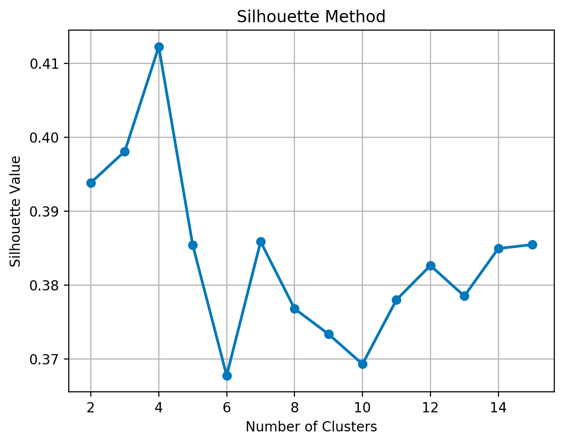 Silhouette Method
Silhouette Value
0.41
0.40
0.39
0.38
0.37
2 4 6 8 10 12 14
Number of Clusters